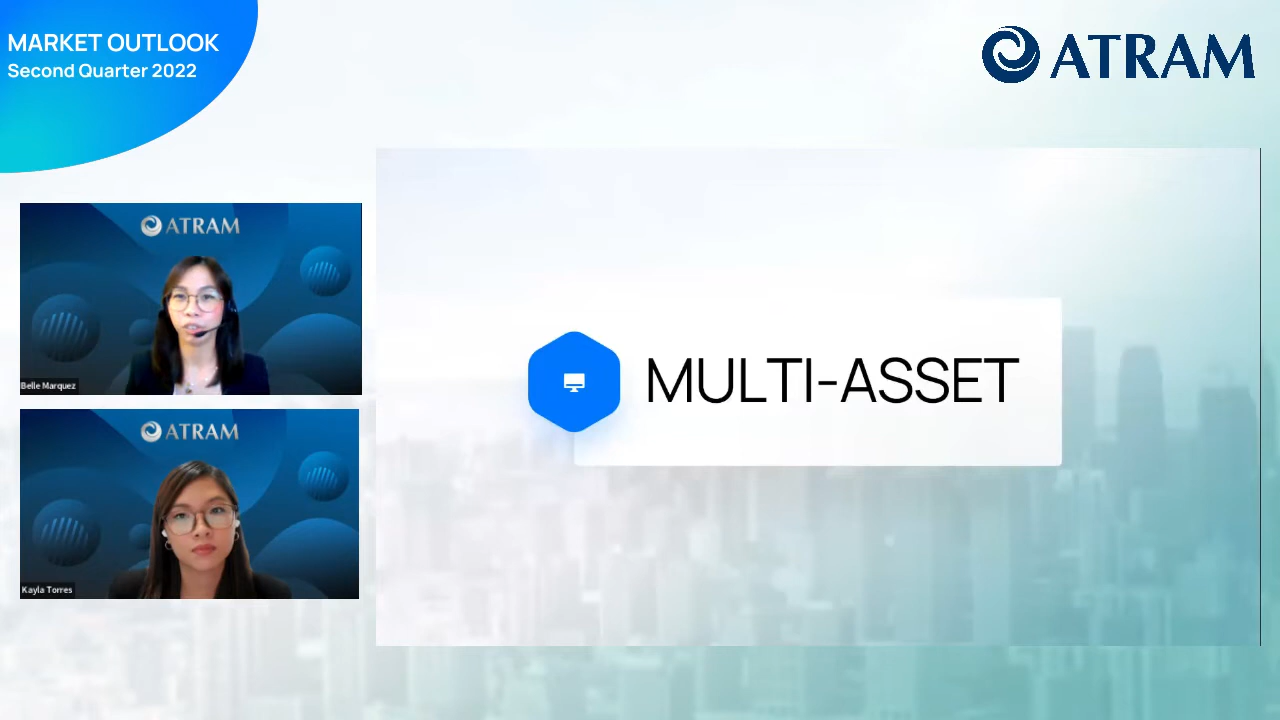 MARKET OUTLOOK
Second Quarter 2022
ATRAM
ATRAM
Belle Marquez
ATRAM
Kayla Torres
MULTI-ASSET